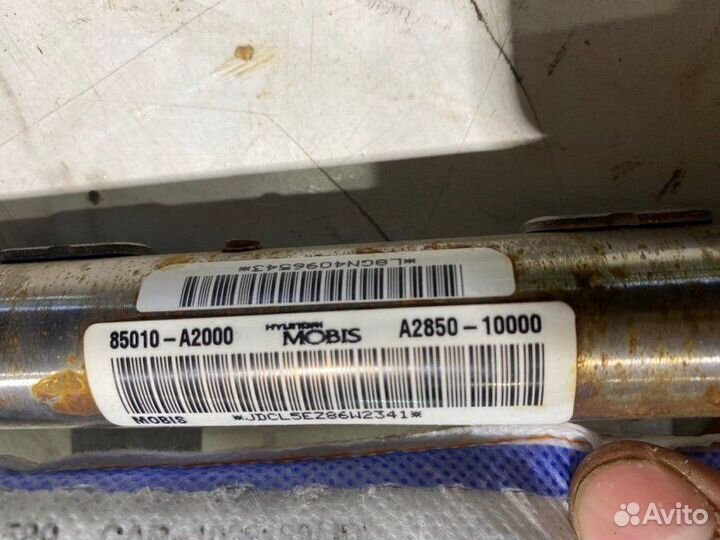 *L8GN4096543*
85010-A2000 HYUNDAI MOBIS A2850-10000
MOBIS *JDCL5EZ86W2341*
Avito